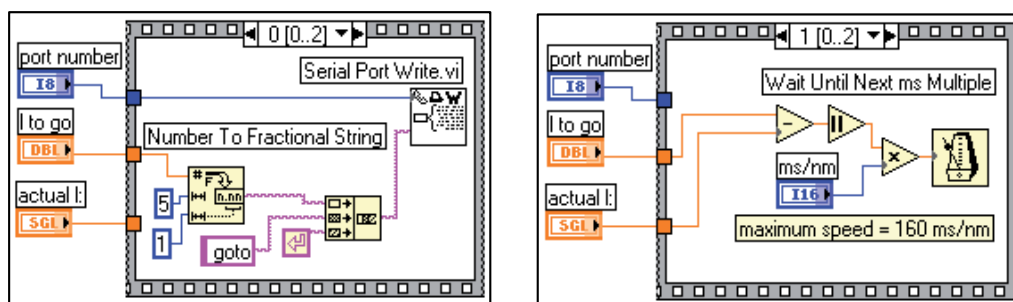 0 [0..2]
port number
Serial Port Write.vi
I8
l to go
Number To Fractional String
DBL
#
n.nn
actual l:
5
SGL
1
goto
1 [0..2]
port number
Wait Until Next ms Multiple
I8
l to go
DBL
ms/nm
I16
actual l:
SGL
maximum speed = 160 ms/nm